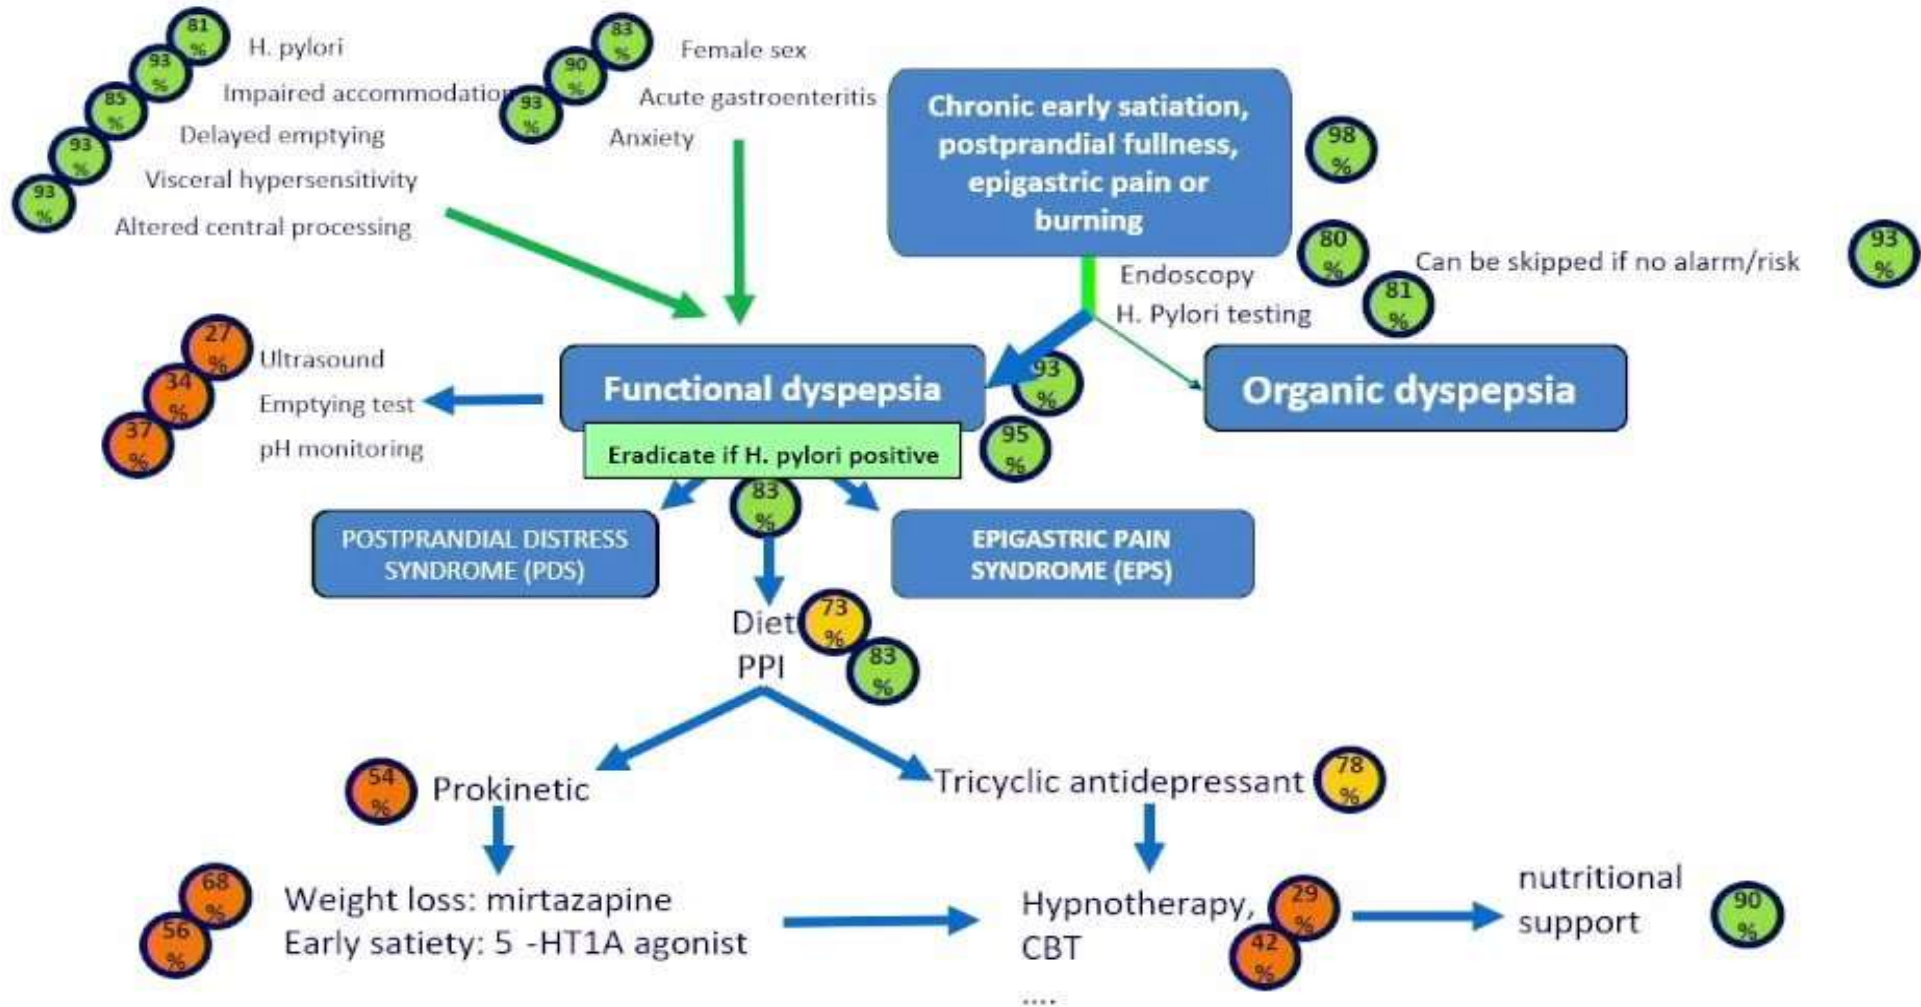 81%
H. pylori
93%
Impaired accommodation
85%
Delayed emptying
93%
Visceral hypersensitivity
93%
Altered central processing
83%
Female sex
90%
Acute gastroenteritis
93%
Anxiety
Chronic early satiation,
postprandial fullness,
epigastric pain or
burning
98%
Endoscopy
80%
Can be skipped if no alarm/risk
93%
H. Pylori testing
81%
27%
Ultrasound
34%
Emptying test
37%
pH monitoring
Functional dyspepsia
93%
Organic dyspepsia
Eradicate if H. pylori positive
95%
83%
POSTPRANDIAL DISTRESS
SYNDROME (PDS)
EPIGASTRIC PAIN
SYNDROME (EPS)
Diet
73%
PPI
83%
54%
Prokinetic
Tricyclic antidepressant
78%
68%
Weight loss: mirtazapine
56%
Early satiety: 5 -HT1A agonist
Hypnotherapy,
29%
CBT
42%
....
nutritional
support
90%